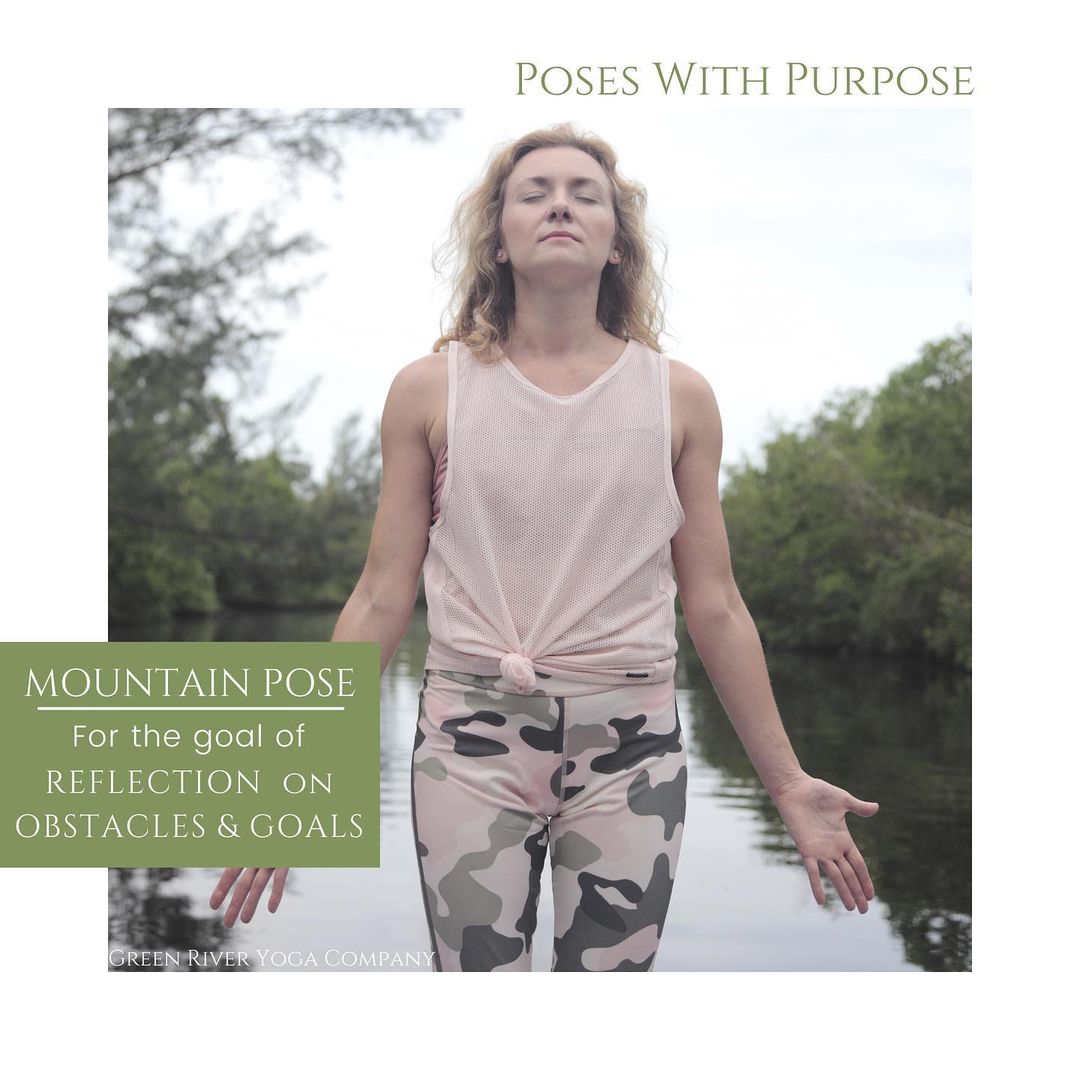 POSES WITH PURPOSE
MOUNTAIN POSE
For the goal of
REFLECTION ON
OBSTACLES & GOALS
GREEN RIVER YOGA COMPANY